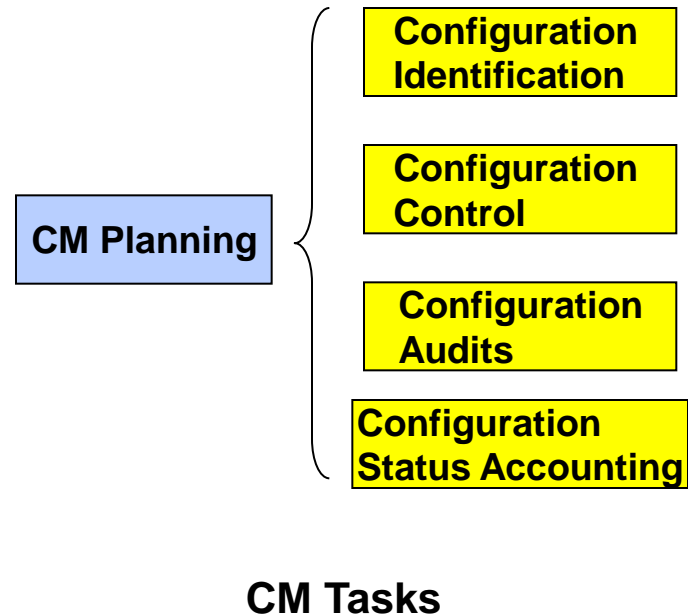 Configuration
Identification
Configuration
Control
CM Planning
Configuration
Audits
Configuration
Status Accounting
CM Tasks